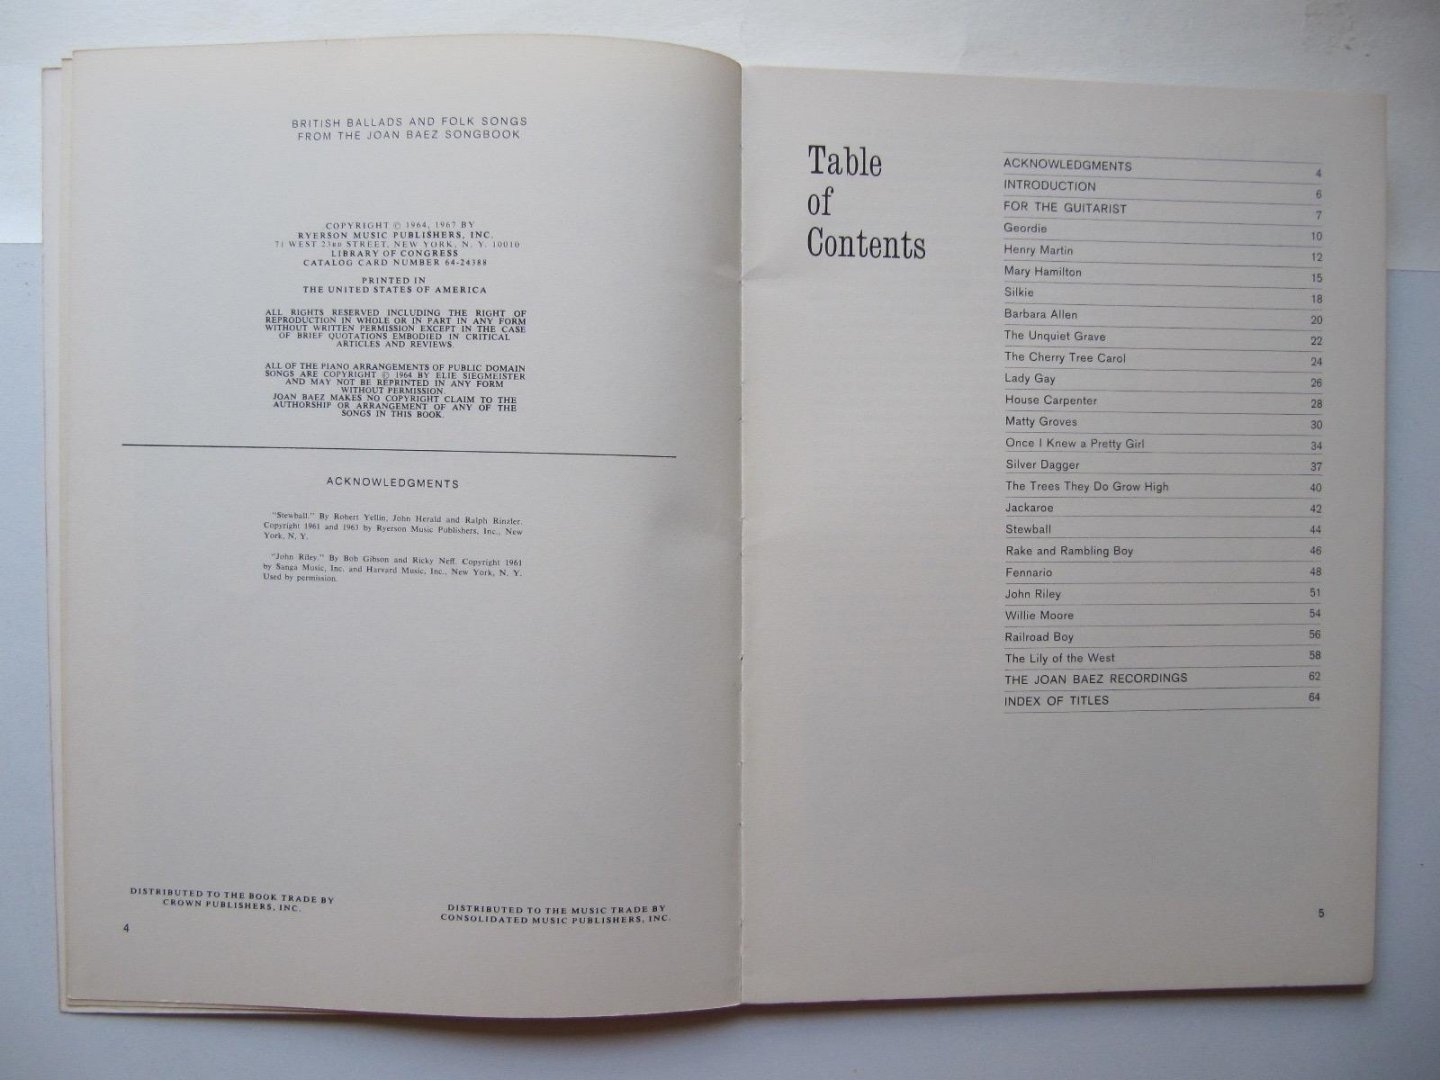 BRITISH BALLADS AND FOLK SONGS
FROM THE JOAN BAEZ SONGBOOK
COPYRIGHT © 1964, 1967 BY
RYERSON MUSIC PUBLISHERS, INC.
71 WEST 23RD STREET, NEW YORK, N. Y. 10010
LIBRARY OF CONGRESS
CATALOG CARD NUMBER 64-24388
PRINTED IN
THE UNITED STATES OF AMERICA
ALL RIGHTS RESERVED INCLUDING THE RIGHT OF
REPRODUCTION IN WHOLE OR IN PART IN ANY FORM
WITHOUT WRITTEN PERMISSION EXCEPT IN THE CASE
OF BRIEF QUOTATIONS EMBODIED IN CRITICAL
ARTICLES AND REVIEWS
ALL OF THE PIANO ARRANGEMENTS OF PUBLIC DOMAIN
SONGS ARE COPYRIGHT © 1964 BY ELIE SIEGMEISTER
AND MAY NOT BE REPRINTED IN ANY FORM
WITHOUT PERMISSION.
JOAN BAEZ MAKES NO COPYRIGHT CLAIM TO THE
AUTHORSHIP OR ARRANGEMENT OF ANY OF THE
SONGS IN THIS BOOK.
ACKNOWLEDGMENTS
"Stewball." By Robert Yellin, John Herald and Ralph Rinzler.
Copyright 1961 and 1963 by Ryerson Music Publishers, Inc., New
York, N. Y.
"John Riley." By Bob Gibson and Ricky Neff. Copyright 1961
by Sanga Music, Inc. and Harvard Music, Inc., New York, N. Y.
Used by permission.
DISTRIBUTED TO THE BOOK TRADE BY
CROWN PUBLISHERS, INC.
DISTRIBUTED TO THE MUSIC TRADE BY
CONSOLIDATED MUSIC PUBLISHERS, INC.
4
Table
of
Contents
ACKNOWLEDGMENTS 4
INTRODUCTION 6
FOR THE GUITARIST 7
Geordie 10
Henry Martin 12
Mary Hamilton 15
Silkie 18
Barbara Allen 20
The Unquiet Grave 22
The Cherry Tree Carol 24
Lady Gay 26
House Carpenter 28
Matty Groves 30
Once I Knew a Pretty Girl 34
Silver Dagger 37
The Trees They Do Grow High 40
Jackaroe 42
Stewball 44
Rake and Rambling Boy 46
Fennario 48
John Riley 51
Willie Moore 54
Railroad Boy 56
The Lily of the West 58
THE JOAN BAEZ RECORDINGS 62
INDEX OF TITLES 64
5